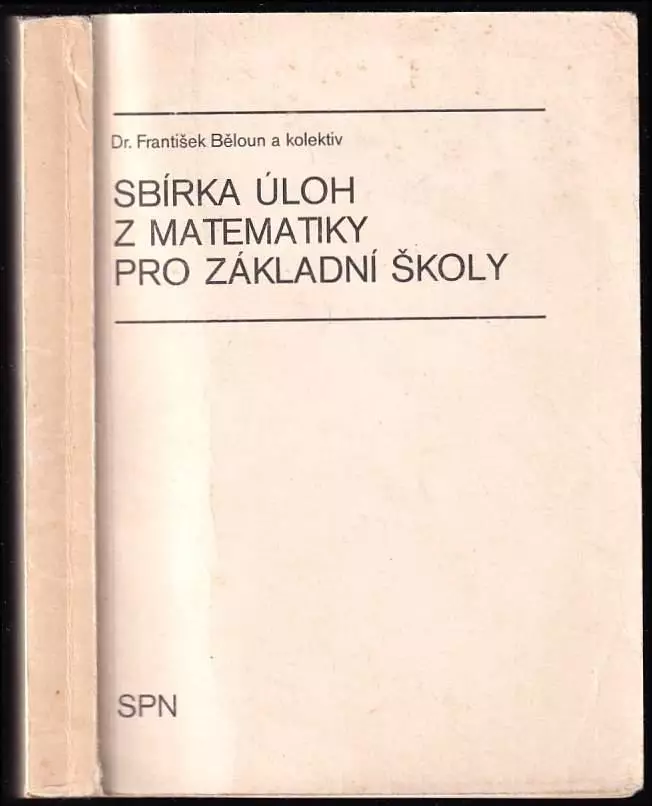 Dr. František Běloun a kolektiv
SBÍRKA ÚLOH
Z MATEMATIKY
PRO ZÁKLADNÍ ŠKOLY
SPN